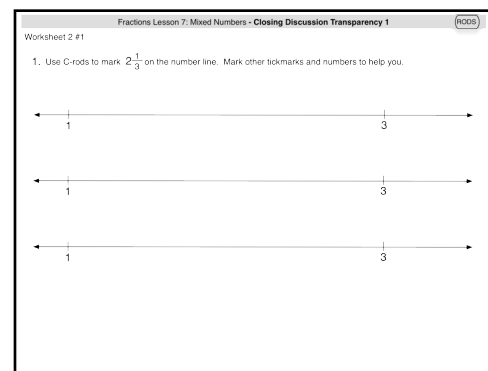 Fractions Lesson 7: Mixed Numbers - Closing Discussion Transparency 1 RODS
Worksheet 2 #1
1. Use C-rods to mark 2 1/3 on the number line. Mark other tickmarks and numbers to help you.
1 3
1 3
1 3